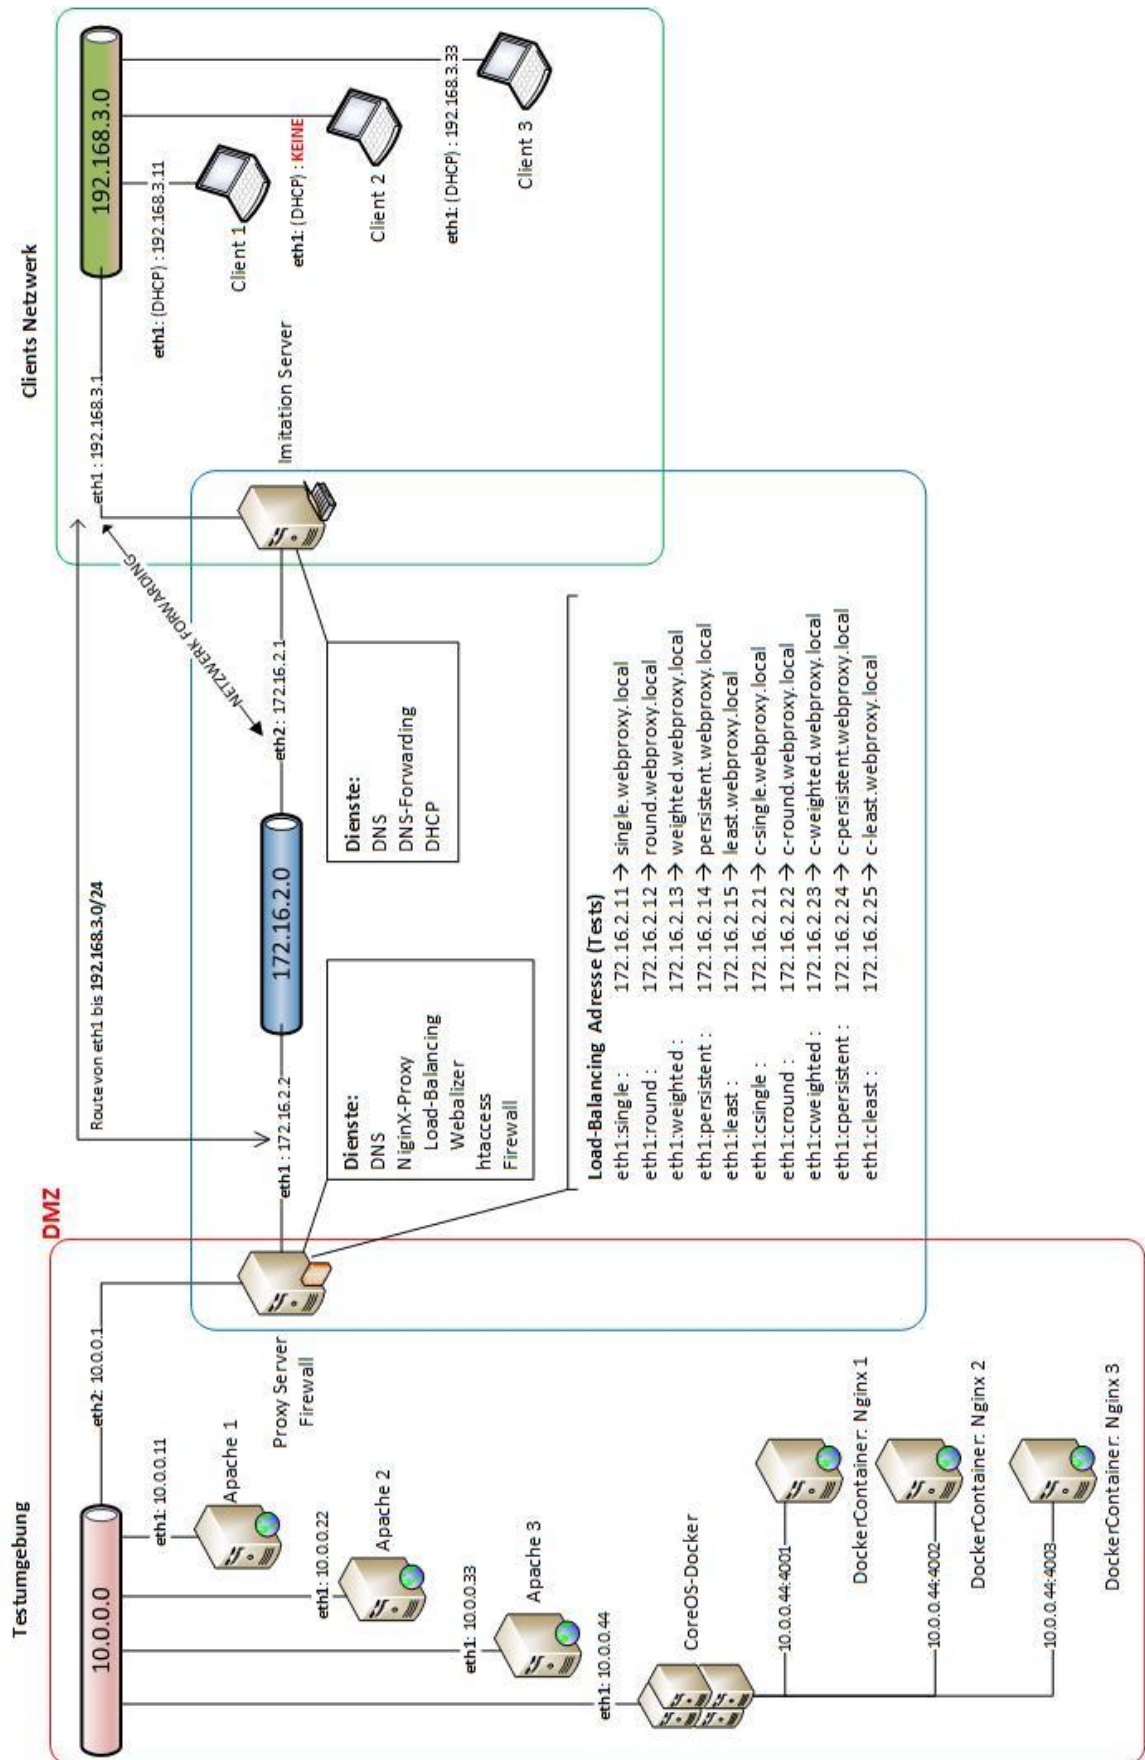 Testumgebung
DMZ
Clients Netzwerk
10.0.0.0
eth2: 10.0.0.1
eth1: 10.0.0.11
Apache 1
eth1: 10.0.0.22
Apache 2
eth1: 10.0.0.33
Apache 3
eth1: 10.0.0.44
CoreOS-Docker
10.0.0.44:4001
DockerContainer: Nginx 1
10.0.0.44:4002
DockerContainer: Nginx 2
10.0.0.44:4003
DockerContainer: Nginx 3
Proxy Server
Firewall
Route von eth1 bis 192.168.3.0/24
eth1 : 172.16.2.2
172.16.2.0
eth2 : 172.16.2.1
NETZWERK FORWARDING
Dienste:
DNS
NiginX-Proxy
Load-Balancing
Webalizer
htaccess
Firewall
Dienste:
DNS
DNS-Forwarding
DHCP
Load-Balancing Adresse (Tests)
eth1:single : 172.16.2.11 → single.webproxy.local
eth1:round : 172.16.2.12 → round.webproxy.local
eth1:weighted : 172.16.2.13 → weighted.webproxy.local
eth1:persistent : 172.16.2.14 → persistent.webproxy.local
eth1:least : 172.16.2.15 → least.webproxy.local
eth1:csingle : 172.16.2.21 → c-single.webproxy.local
eth1:cround : 172.16.2.22 → c-round.webproxy.local
eth1:cweighted : 172.16.2.23 → c-weighted.webproxy.local
eth1:cpersistent : 172.16.2.24 → c-persistent.webproxy.local
eth1:cleast : 172.16.2.25 → c-least.webproxy.local
Imitation Server
eth1 : 192.168.3.1
192.168.3.0
eth1: (DHCP) : 192.168.3.11
Client 1
eth1: (DHCP) : KEINE
Client 2
eth1: (DHCP) : 192.168.3.33
Client 3